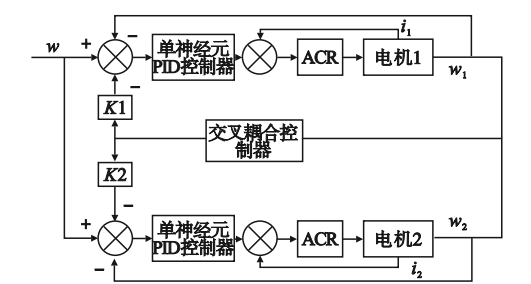 i1
w + −
单神经元
PID控制器
ACR
电机1
w1
−
K1
交叉耦合控
制器
K2
−
w2
+
单神经元
PID控制器
ACR
电机2
−
i2